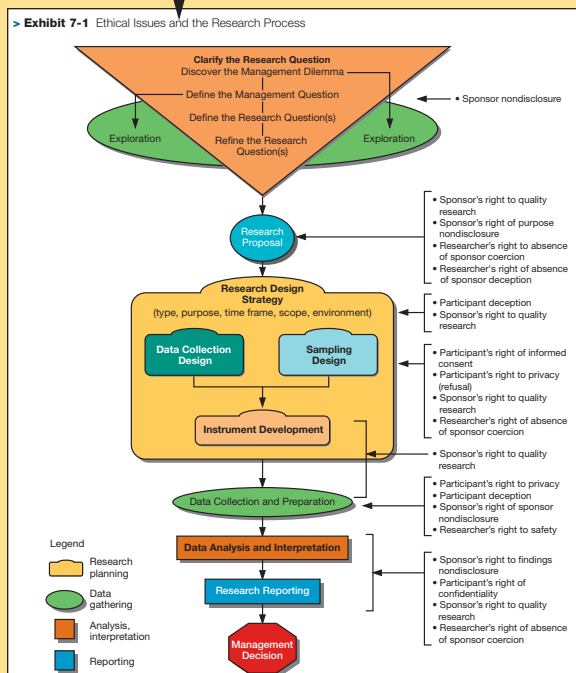 > Exhibit 7-1 Ethical Issues and the Research Process
Clarify the Research Question
Discover the Management Dilemma
Define the Management Question
Define the Research Question(s)
Refine the Research
Question(s)
Exploration
Exploration
• Sponsor nondisclosure
Research
Proposal
• Sponsor's right to quality
research
• Sponsor's right of purpose
nondisclosure
• Researcher's right to absence
of sponsor coercion
• Researcher's right of absence
of sponsor deception
Research Design
Strategy
(type, purpose, time frame, scope, environment)
• Participant deception
• Sponsor's right to quality
research
Data Collection
Design
Sampling
Design
• Participant's right of informed
consent
• Participant's right to privacy
(refusal)
• Sponsor's right to quality
research
• Researcher's right of absence
of sponsor coercion
Instrument Development
• Sponsor's right to quality
research
Data Collection and Preparation
• Participant's right to privacy
• Participant deception
• Sponsor's right of sponsor
nondisclosure
• Researcher's right to safety
Data Analysis and Interpretation
Research Reporting
• Sponsor's right to findings
nondisclosure
• Participant's right of
confidentiality
• Sponsor's right to quality
research
• Researcher's right of absence
of sponsor coercion
Management
Decision
Legend
Research
planning
Data
gathering
Analysis,
interpretation
Reporting